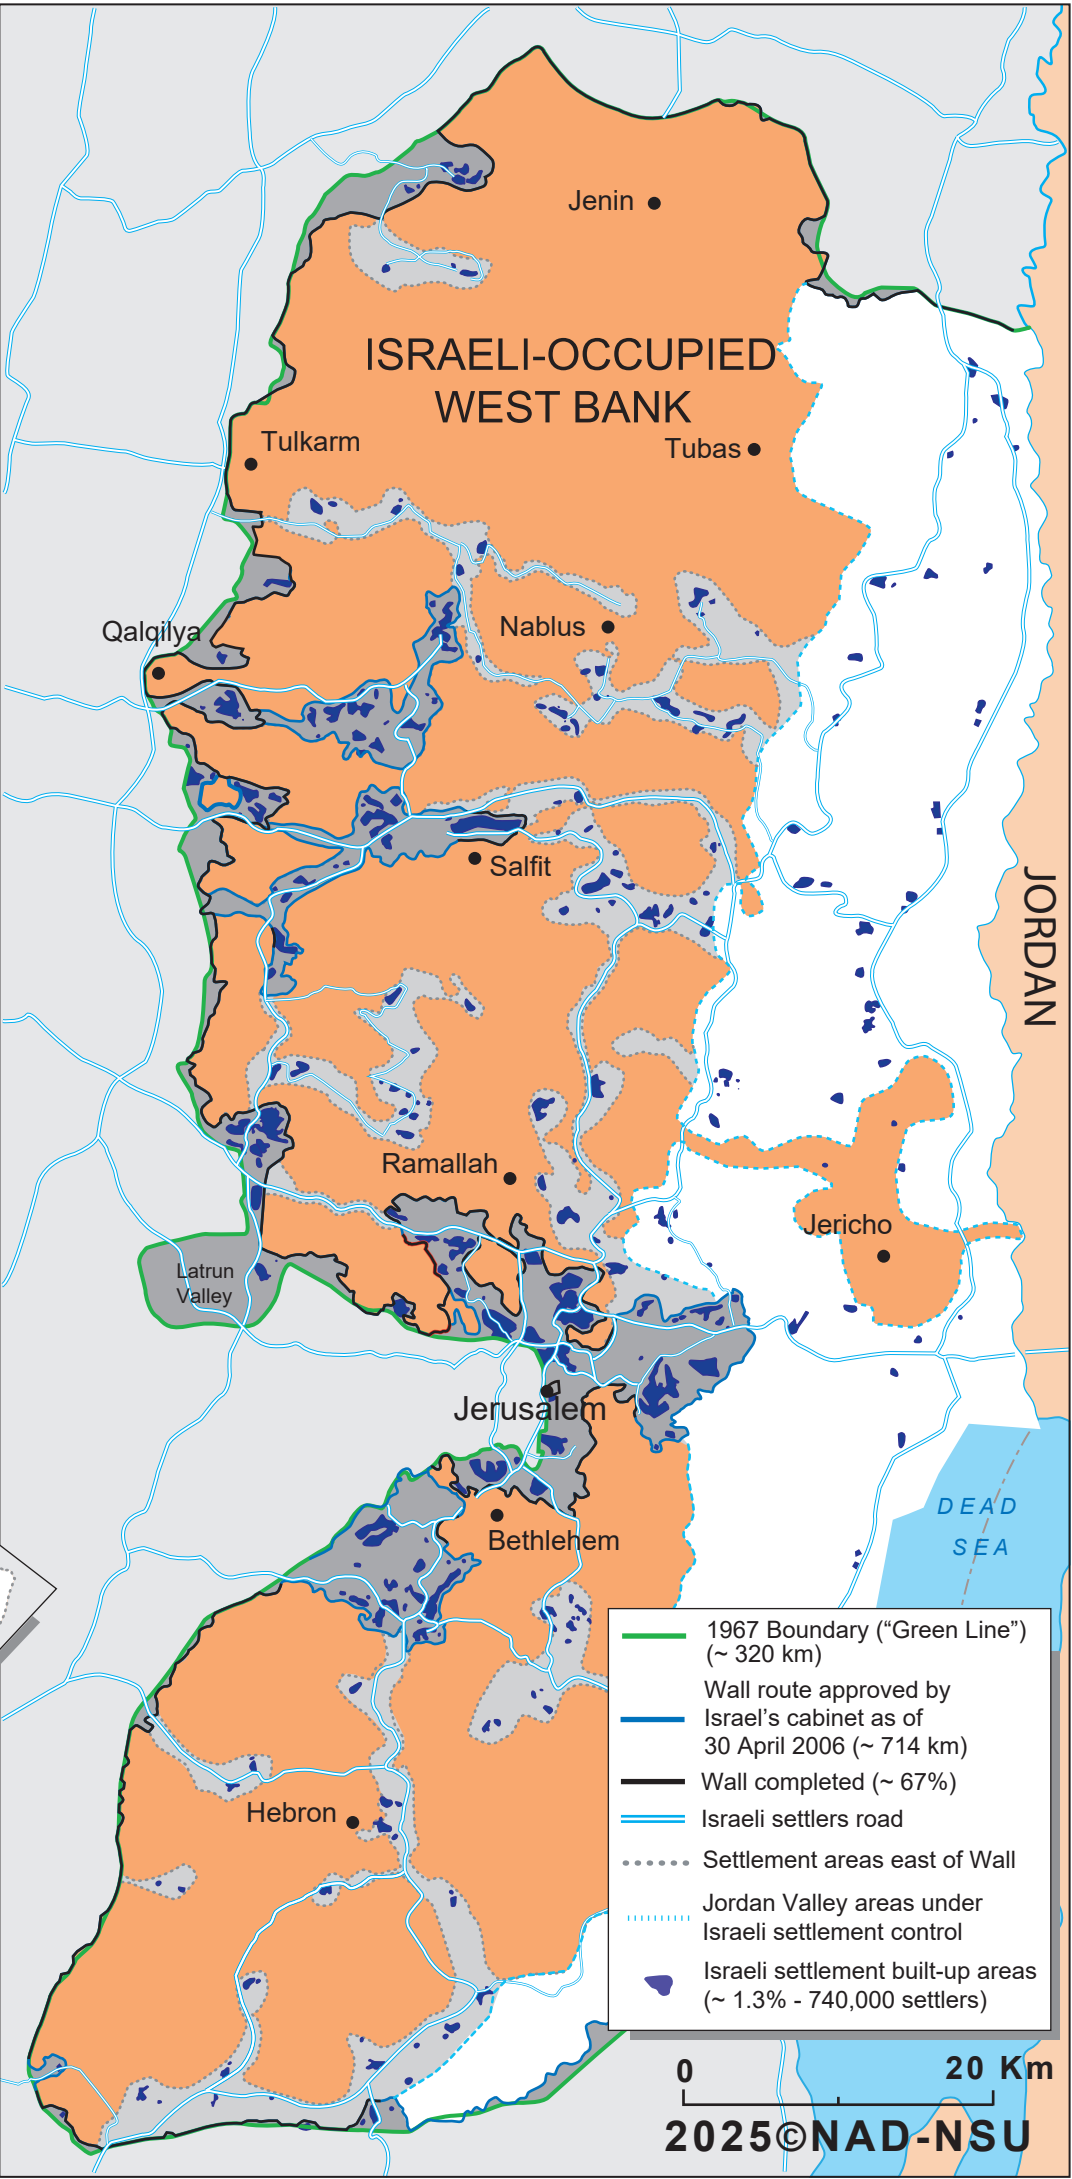 Jenin
ISRAELI-OCCUPIED
WEST BANK
Tulkarm
Tubas
Qalqilya
Nablus
Salfit
JORDAN
Ramallah
Jericho
Latrun
Valley
Jerusalem
Bethlehem
DEAD
SEA
Hebron
1967 Boundary (“Green Line”)
(~ 320 km)
Wall route approved by
Israel’s cabinet as of
30 April 2006 (~ 714 km)
Wall completed (~ 67%)
Israeli settlers road
Settlement areas east of Wall
Jordan Valley areas under
Israeli settlement control
Israeli settlement built-up areas
(~ 1.3% - 740,000 settlers)
0 20 Km
2025©NAD-NSU